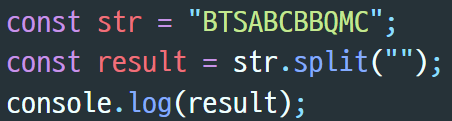 const str = "BTSABCBBQMC";
const result = str.split("");
console.log(result);